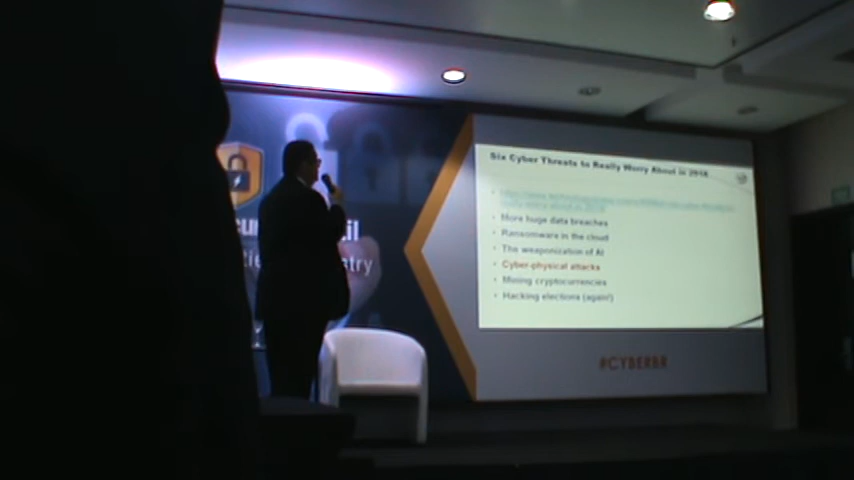 Six Cyber Threats to Really Worry About in 2018
• More huge data breaches
• Ransomware in the cloud
• The weaponization of AI
• Cyber-physical attacks
• Mining cryptocurrencies
• Hacking elections (again!)
#CYBERBR